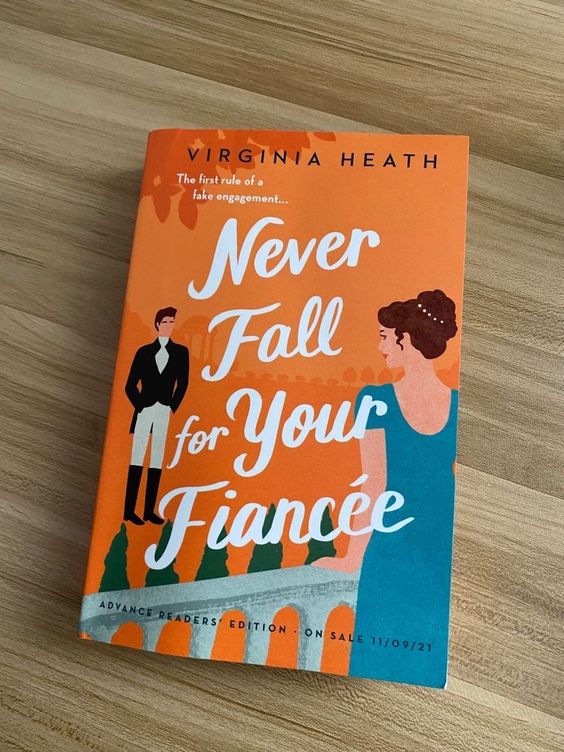 VIRGINIA HEATH
The first rule of a
fake engagement...
Never
Fall
for Your
Fiancée
ADVANCE READERS' EDITION · ON SALE 11/09/21